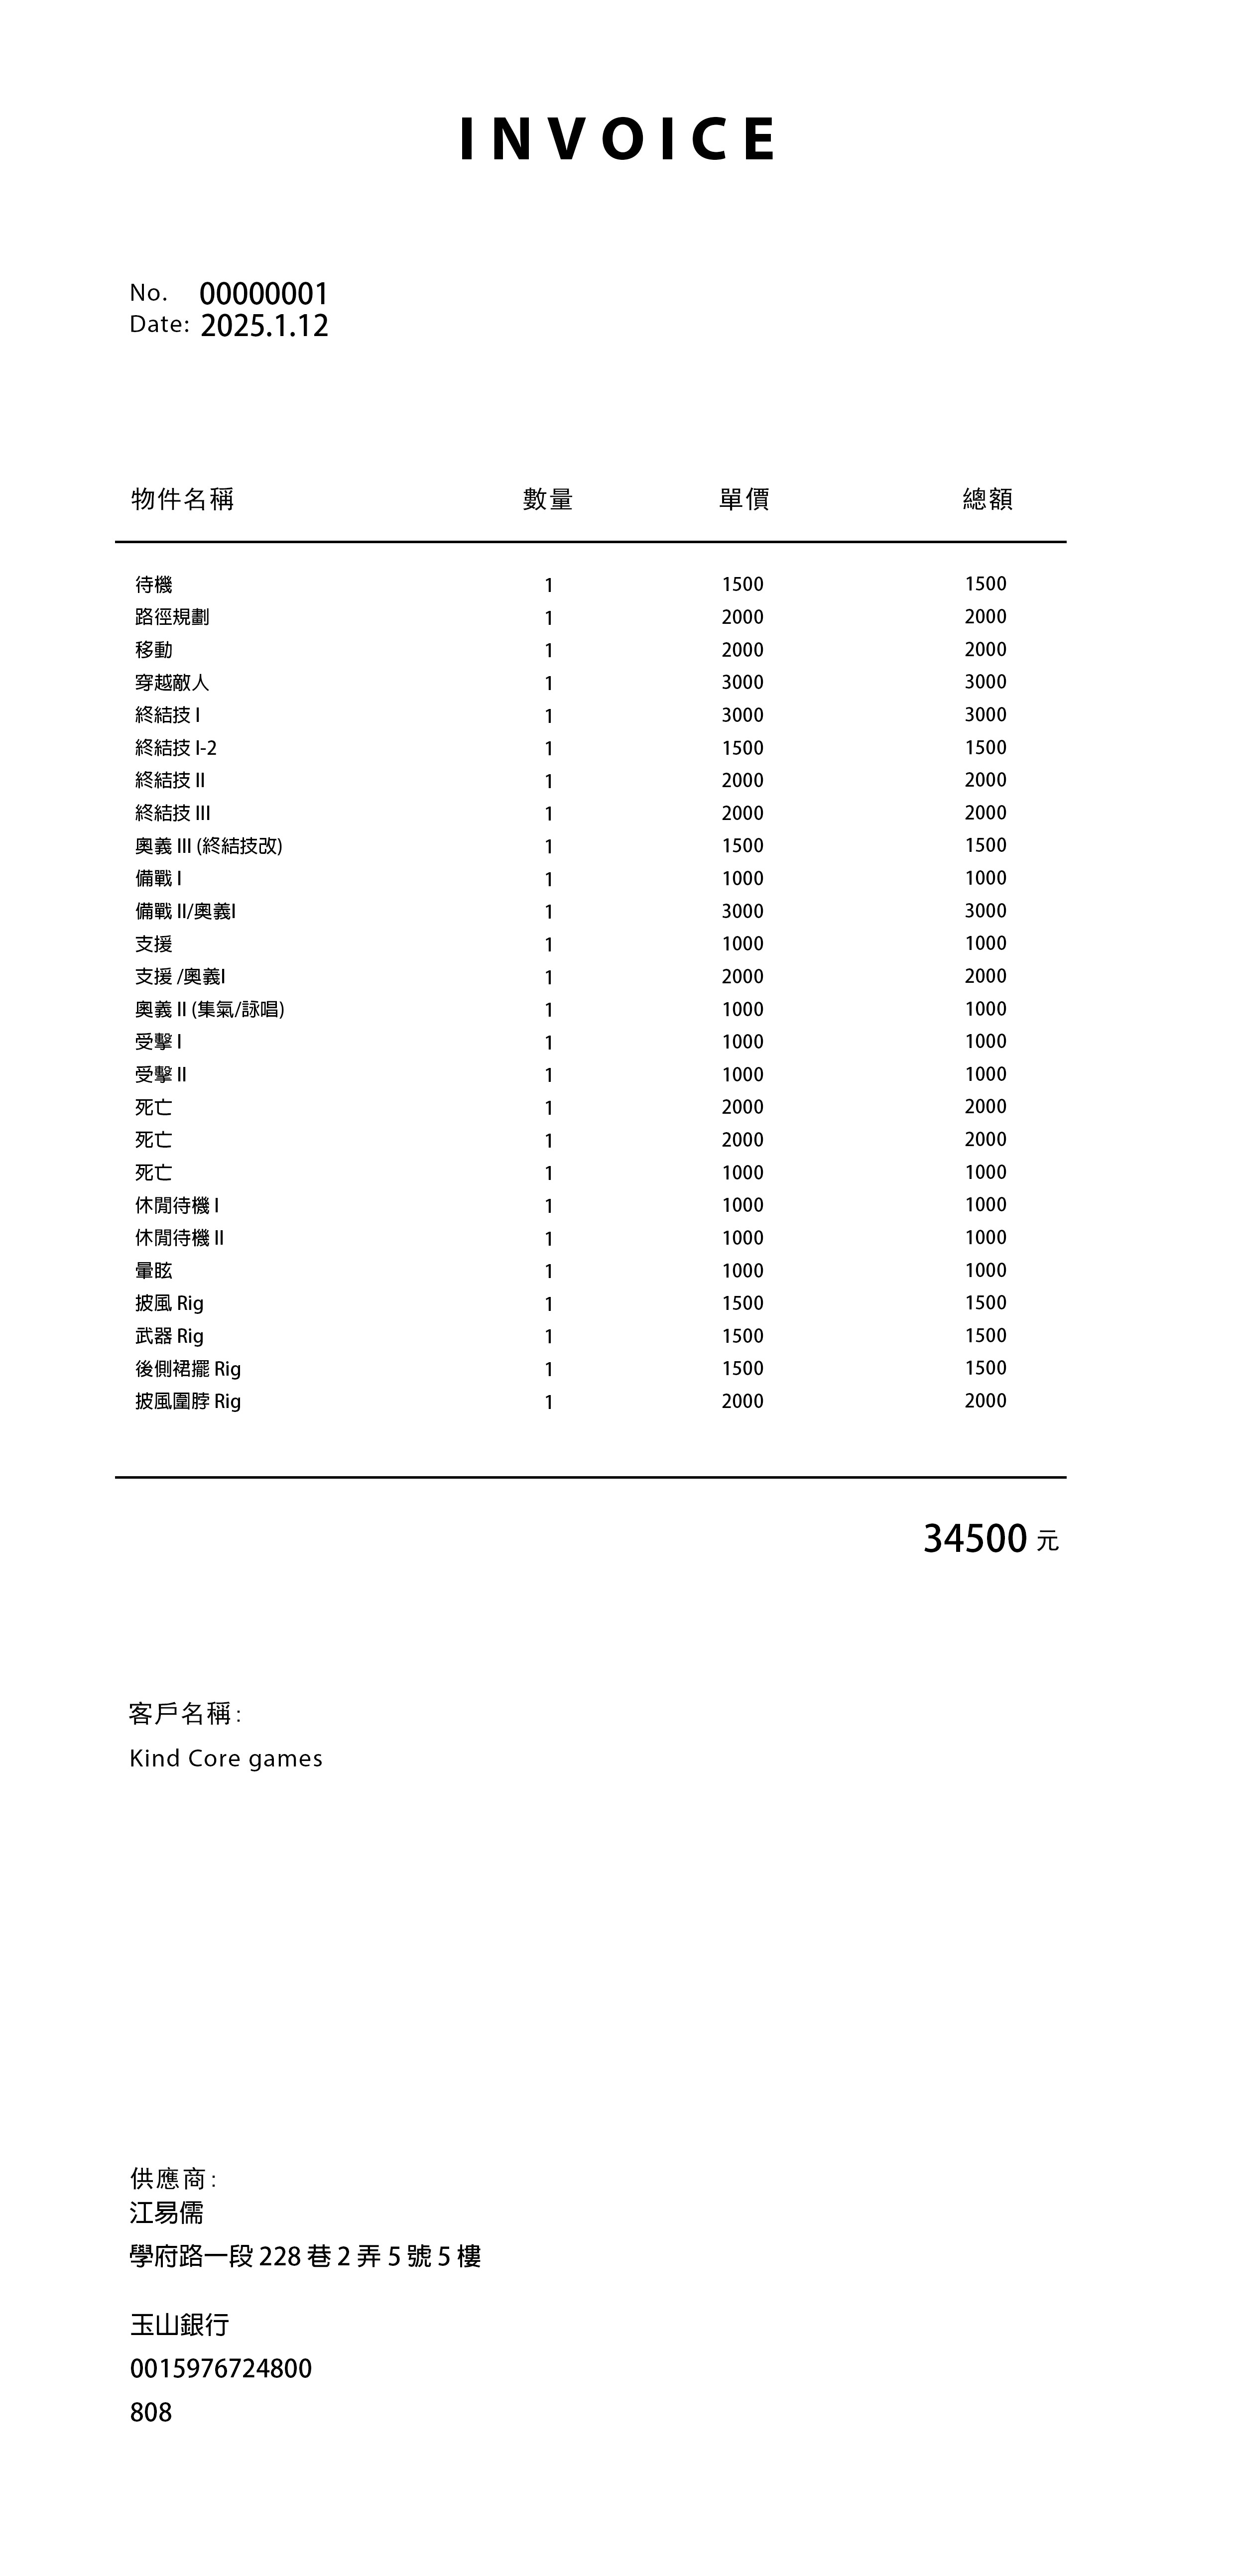 INVOICE
No. 00000001
Date: 2025.1.12
物件名稱 數量 單價 總額
待機 1 1500 1500
路徑規劃 1 2000 2000
移動 1 2000 2000
穿越敵人 1 3000 3000
終結技 I 1 3000 3000
終結技 I-2 1 1500 1500
終結技 II 1 2000 2000
終結技 III 1 2000 2000
奧義 III (終結技改) 1 1500 1500
備戰 I 1 1000 1000
備戰 II/奧義I 1 3000 3000
支援 1 1000 1000
支援 /奧義I 1 2000 2000
奧義 II (集氣/詠唱) 1 1000 1000
受擊 I 1 1000 1000
受擊 II 1 1000 1000
死亡 1 2000 2000
死亡 1 2000 2000
死亡 1 1000 1000
休閒待機 I 1 1000 1000
休閒待機 II 1 1000 1000
暈眩 1 1000 1000
披風 Rig 1 1500 1500
武器 Rig 1 1500 1500
後側裙擺 Rig 1 1500 1500
披風圍脖 Rig 1 2000 2000
34500 元
客戶名稱:
Kind Core games
供應商:
江易儒
學府路一段 228 巷 2 弄 5 號 5 樓
玉山銀行
0015976724800
808